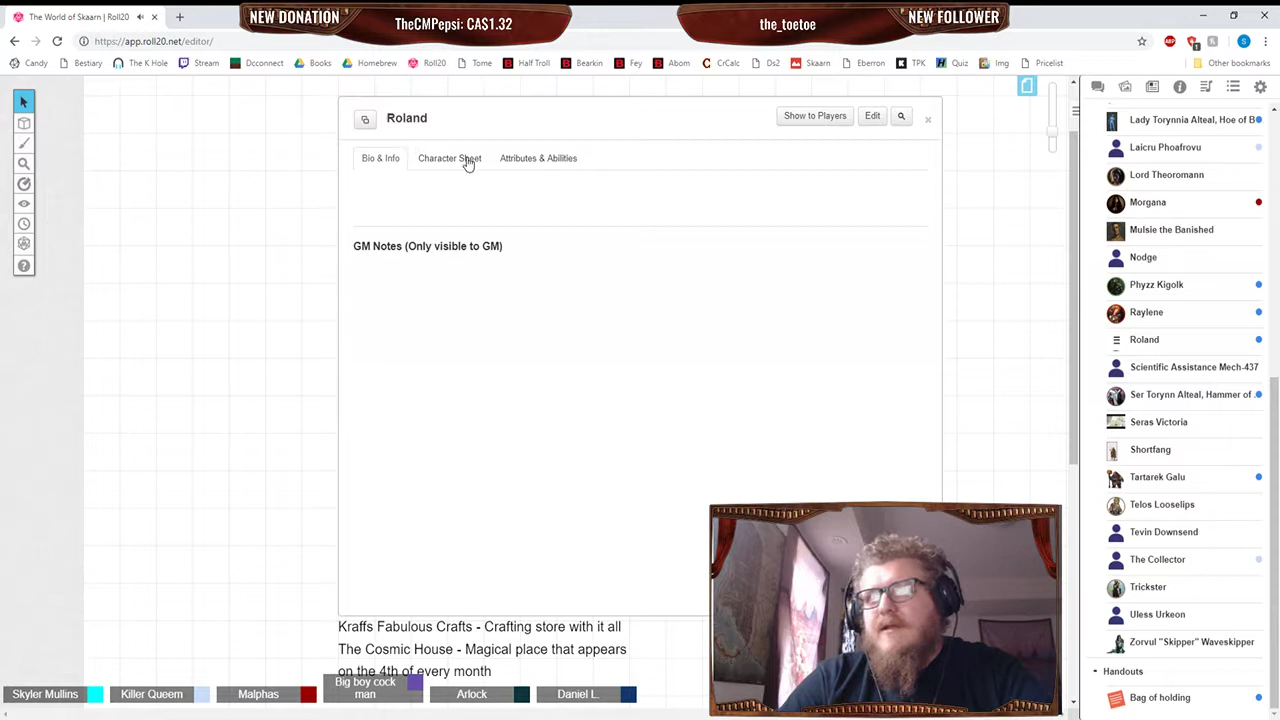 The World of Skaarn | Roll20
NEW DONATION
TheCMPepsi: CA$1.32
the_toetoe
NEW FOLLOWER
https://app.roll20.net/editor/
Candy
Bestiary
The K Hole
Stream
Dcconnect
Books
Homebrew
Roll20
Tome
Half Troll
Bearkin
Fey
Abom
CrCalc
Ds2
Skaarn
Eberron
TPK
Quiz
Img
Pricelist
Other bookmarks
Roland
Show to Players
Edit
Bio & Info
Character Sheet
Attributes & Abilities
GM Notes (Only visible to GM)
Kraffs Fabulous Crafts - Crafting store with it all
The Cosmic House - Magical place that appears
on the 4th of every month
Lady Torynnia Alteal, Hoe of B
Laicru Phoafrovu
Lord Theoromann
Morgana
Mulsie the Banished
Nodge
Phyzz Kigolk
Raylene
Roland
Scientific Assistance Mech-437
Ser Torynn Alteal, Hammer of .
Seras Victoria
Shortfang
Tartarek Galu
Telos Looselips
Tevin Downsend
The Collector
Trickster
Uless Urkeon
Zorvul "Skipper" Waveskipper
Handouts
Bag of holding
Skyler Mullins
Killer Queem
Malphas
Big boy cock
man
Arlock
Daniel L.